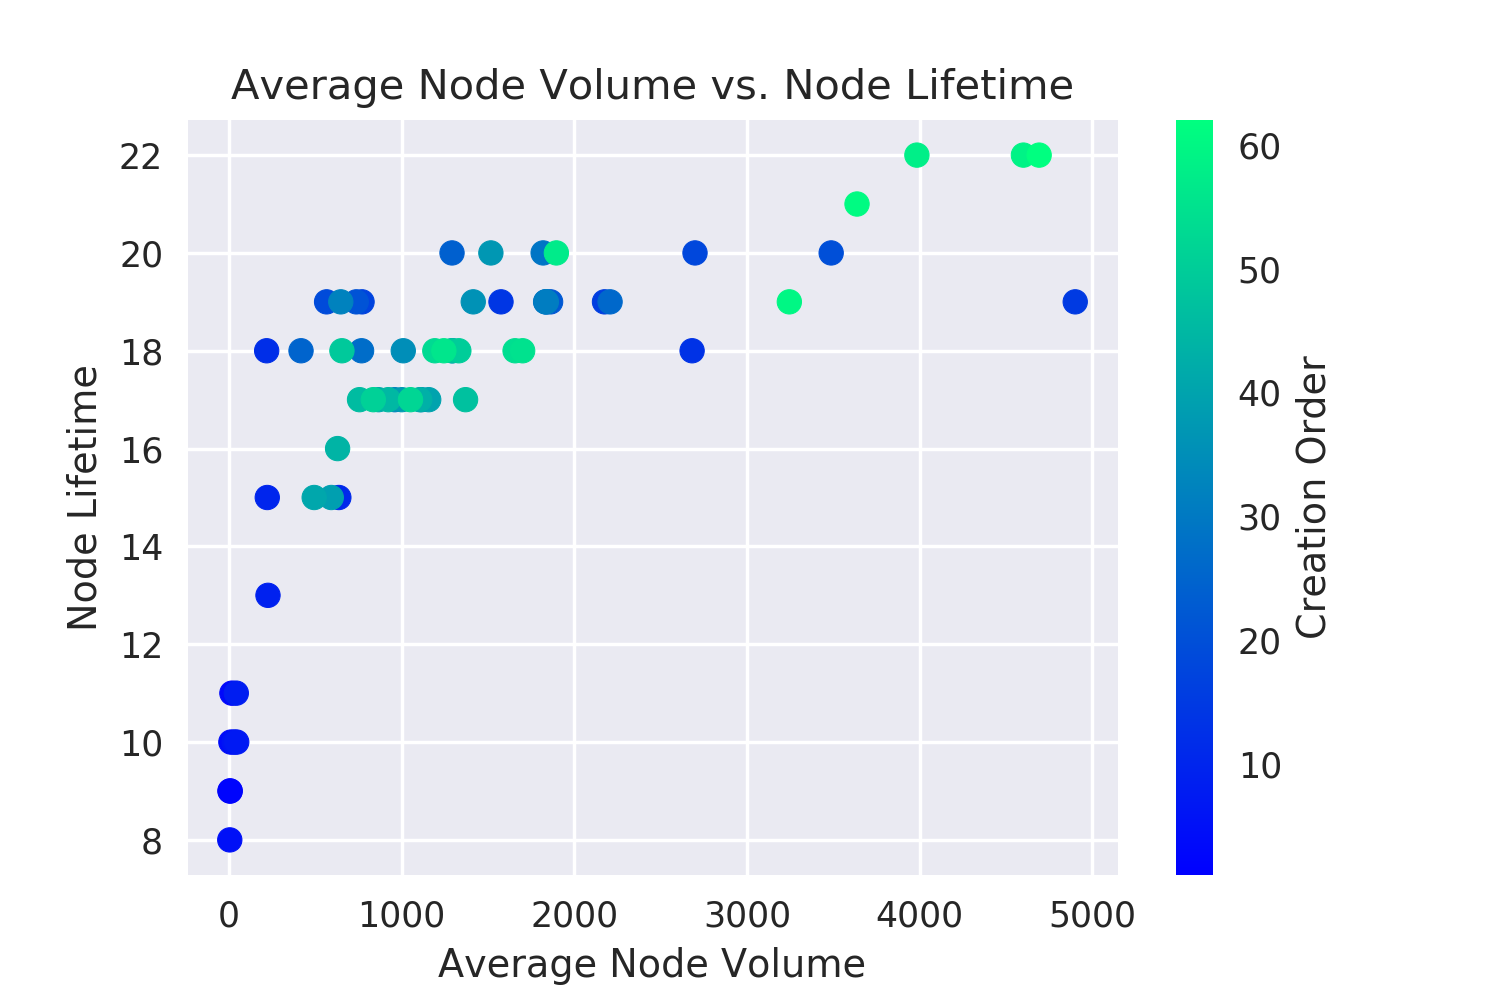 Average Node Volume vs. Node Lifetime
22
20
18
16
14
12
10
8
Node Lifetime
0 1000 2000 3000 4000 5000
Average Node Volume
60
50
40
30
20
10
Creation Order